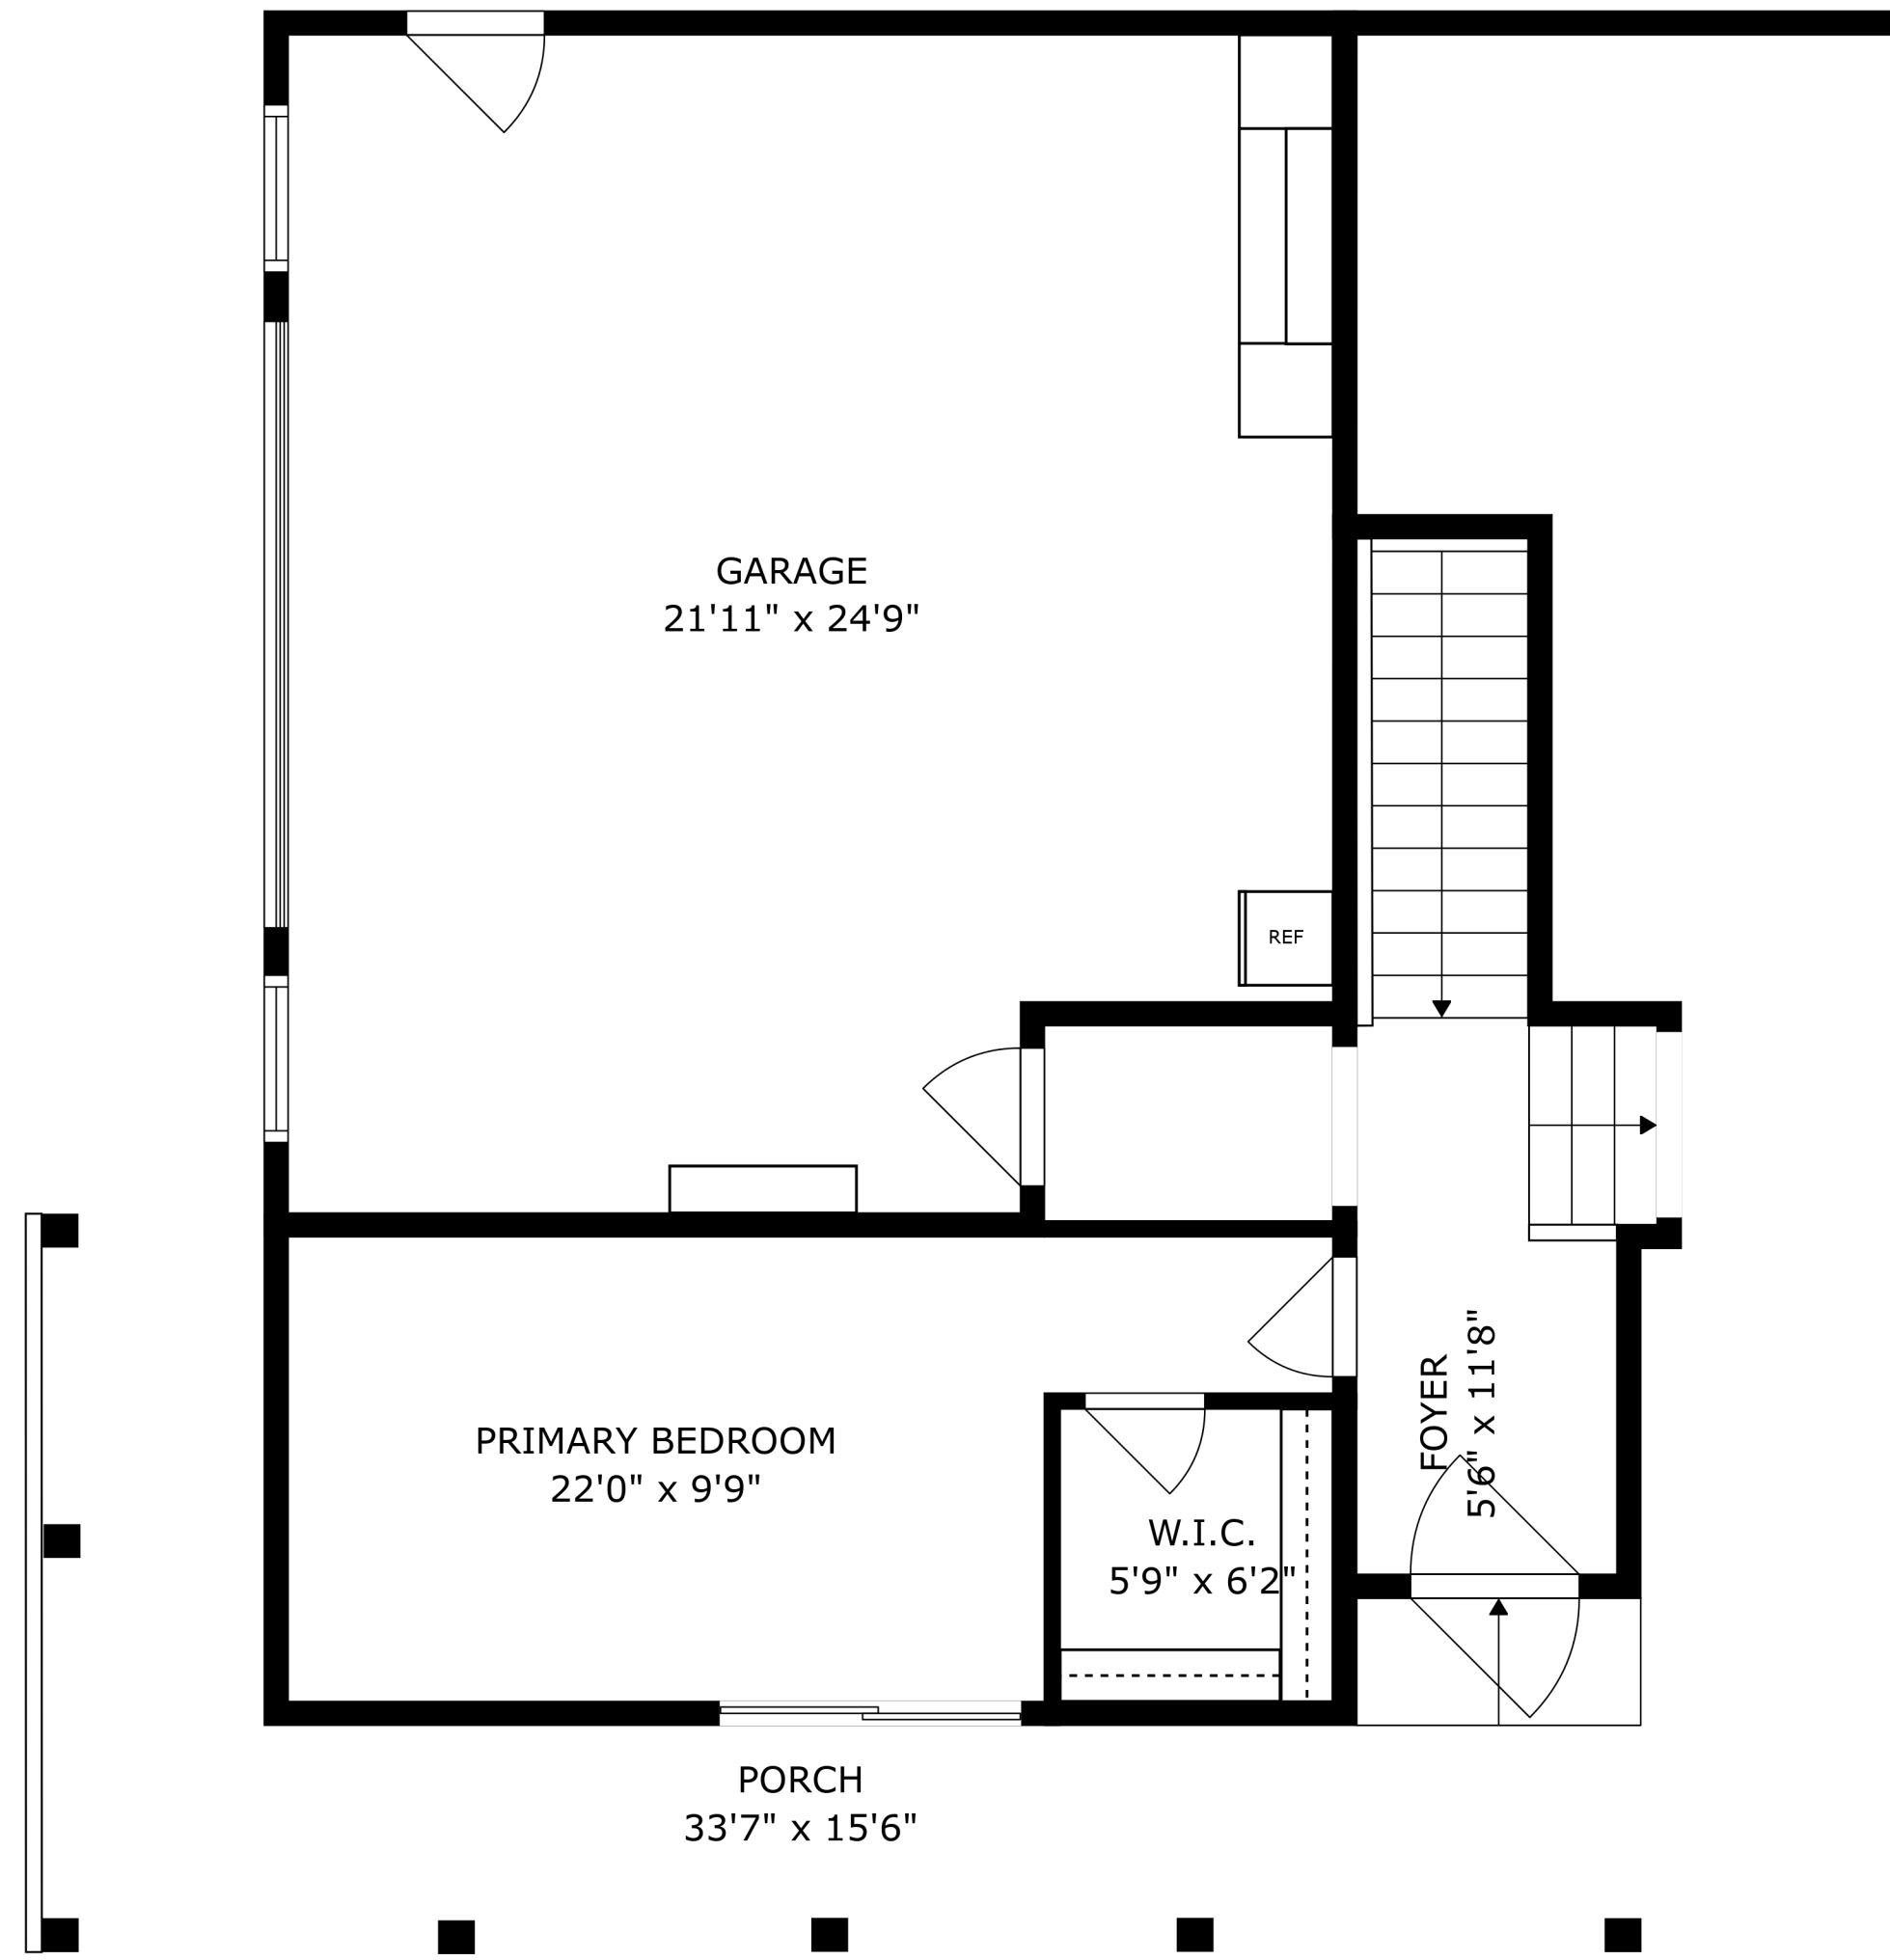 GARAGE
21'11" x 24'9"
REF
PRIMARY BEDROOM
22'0" x 9'9"
W.I.C.
5'9" x 6'2"
FOYER
5'6" x 11'8"
PORCH
33'7" x 15'6"